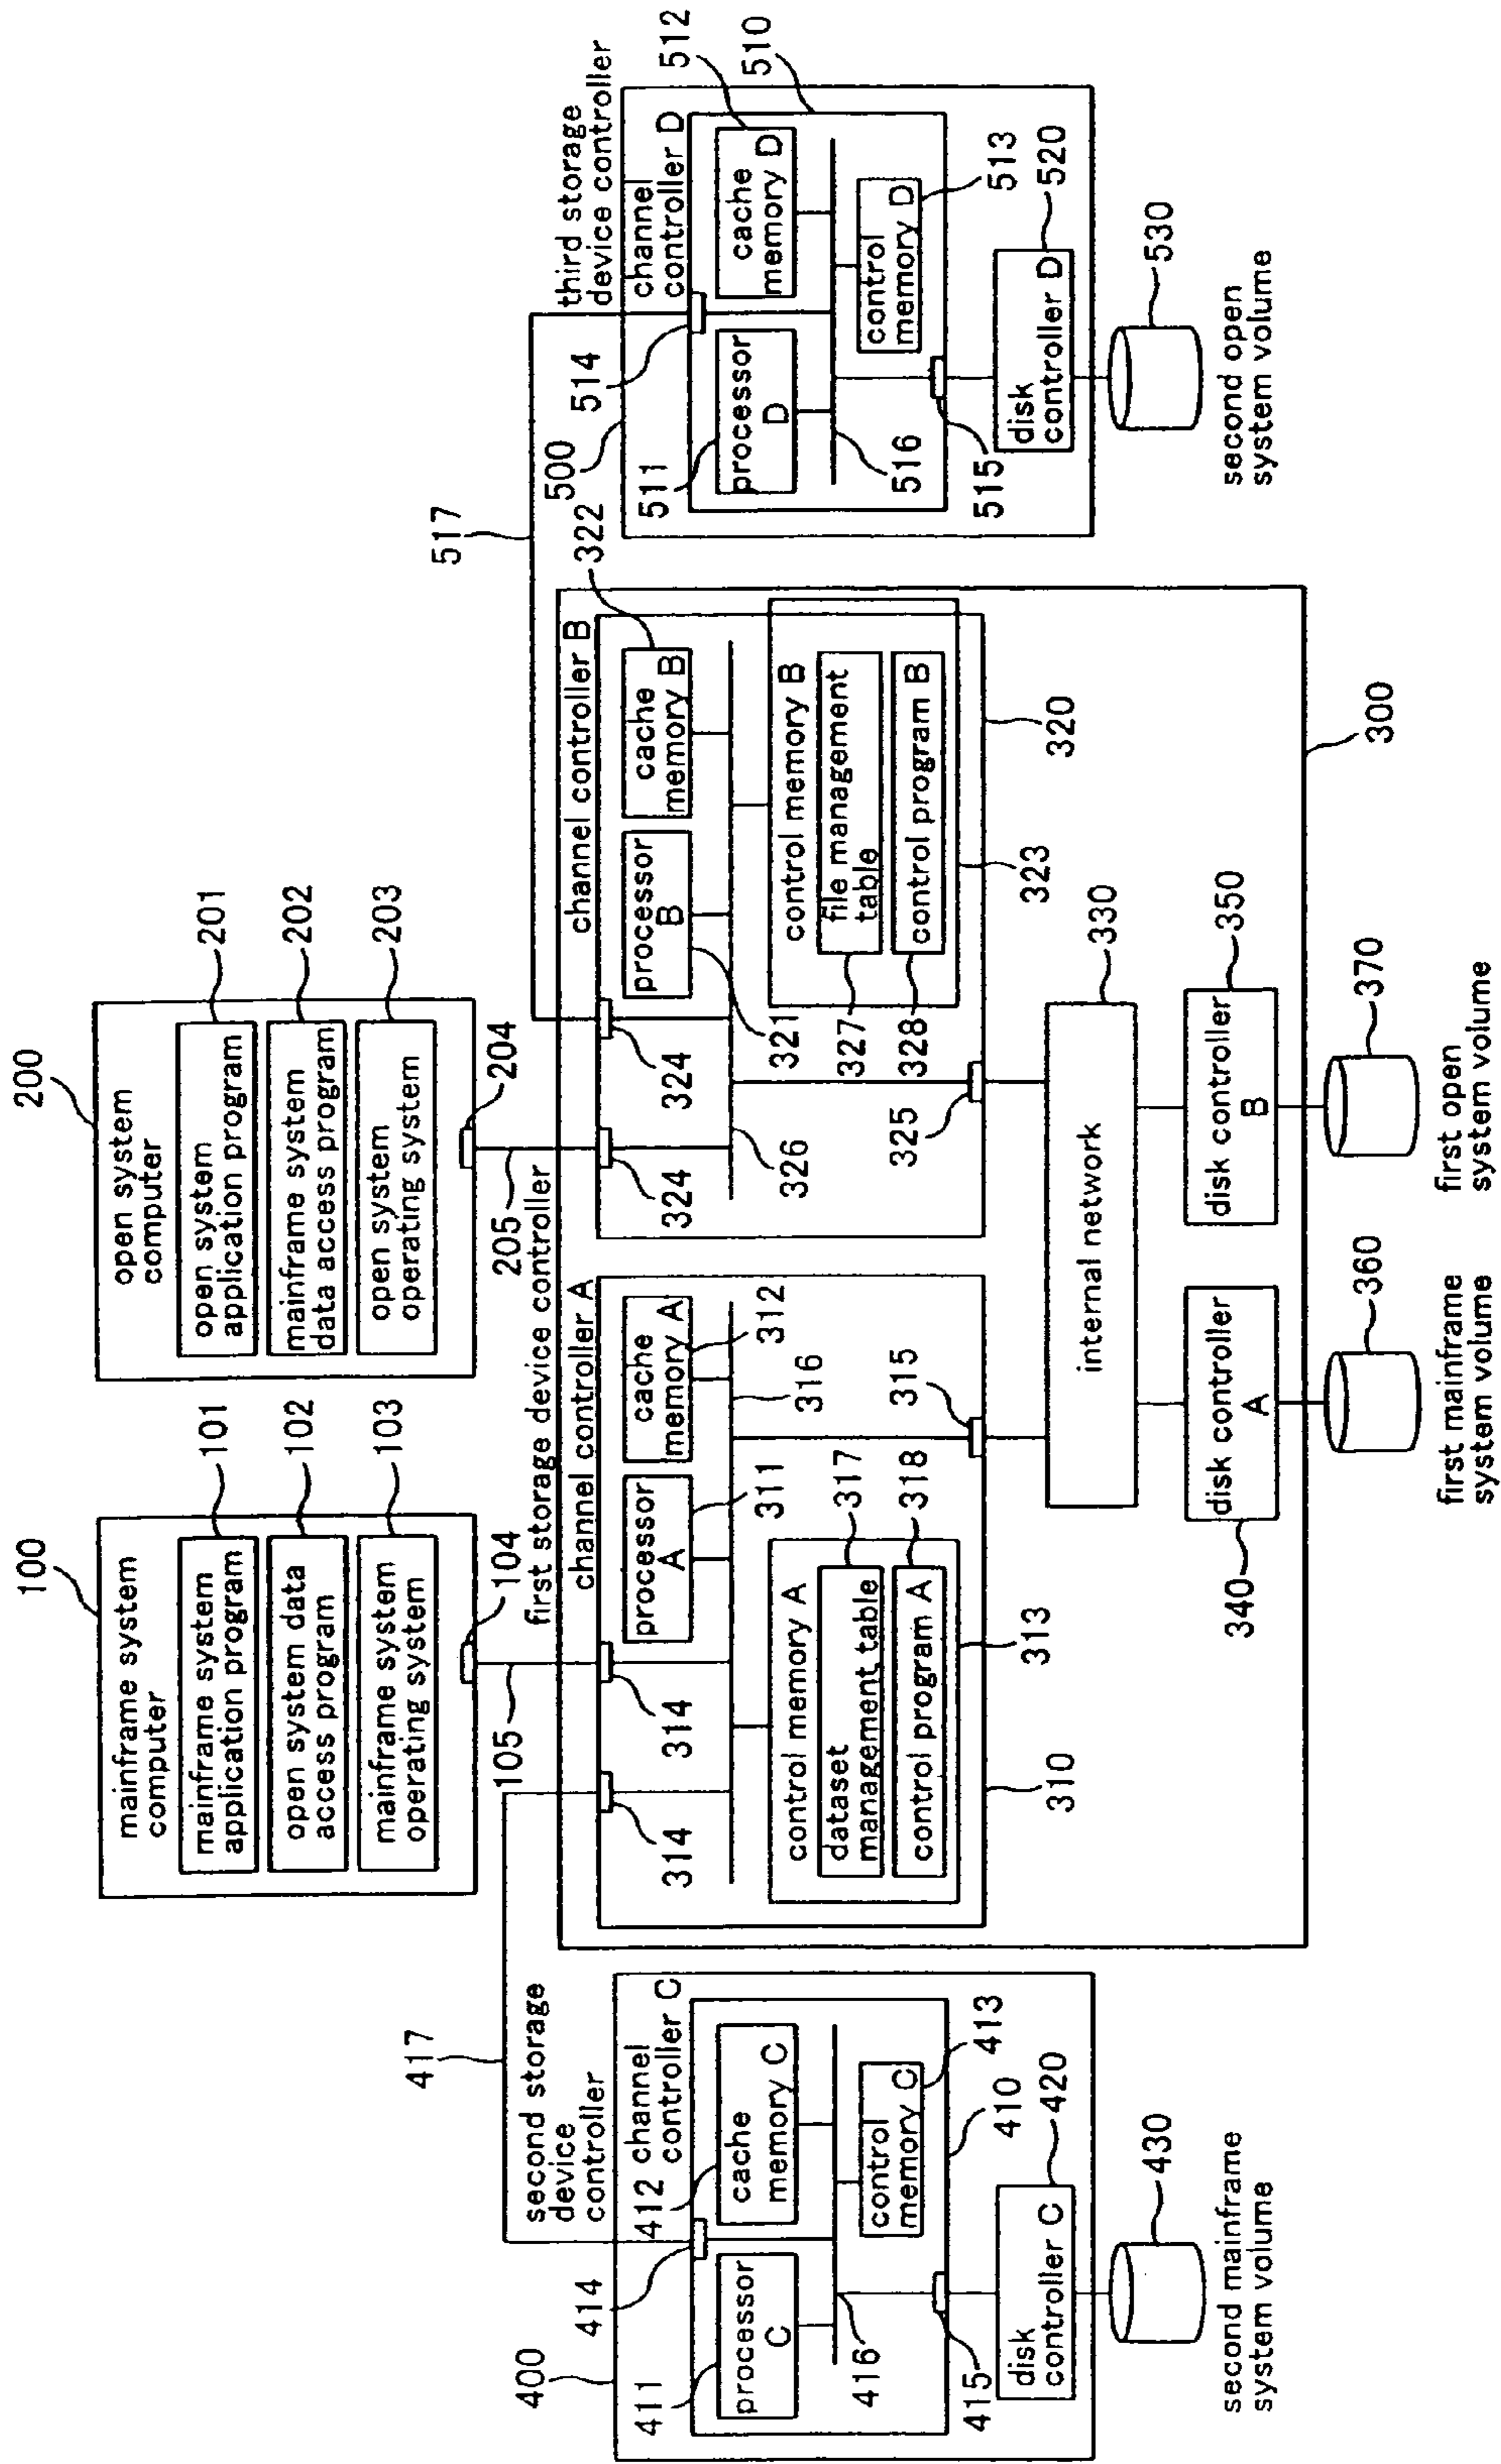 100
mainframe system
computer
mainframe system
application program
101
open system data
access program
102
mainframe system
operating system
103
104
105
200
open system
computer
open system
application program
201
mainframe system
data access program
202
open system
operating system
203
204
205
417
517
second storage
device
controller
400
channel
controller C
processor
C
411
cache
memory C
412
control
memory C
413
414
415
416
410
disk
controller C
420
430
second mainframe
system volume
first storage device controller
channel controller A
314
314
processor
A
311
cache
memory A
312
316
control memory A
dataset
management table
317
control program A
318
313
315
310
channel controller B
324
324
processor
B
321
cache
memory B
322
326
control memory B
file management
table
327
control program B
328
323
325
320
internal network
330
disk controller
A
340
disk controller
B
350
300
360
first mainframe
system volume
370
first open
system volume
third storage
device controller
500
channel
controller D
514
processor
D
511
cache
memory D
512
510
control
memory D
513
516
515
disk
controller D
520
530
second open
system volume